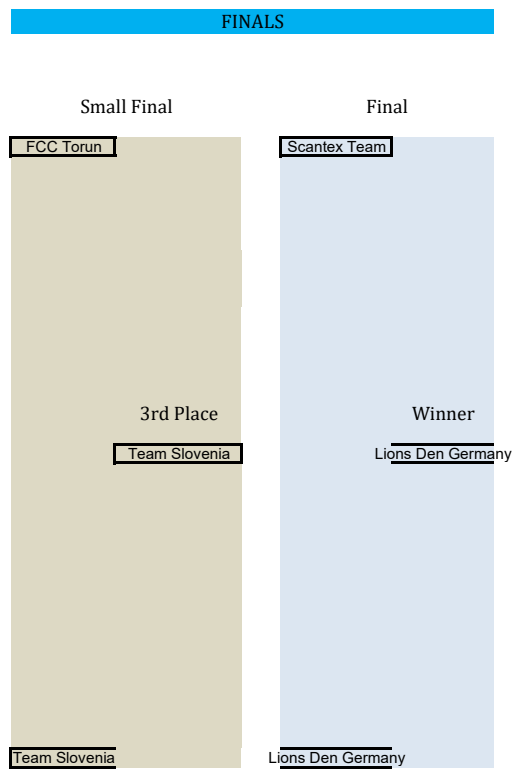 FINALS
Small Final
Final
FCC Torun
Scantex Team
3rd Place
Winner
Team Slovenia
Lions Den Germany
Team Slovenia
Lions Den Germany